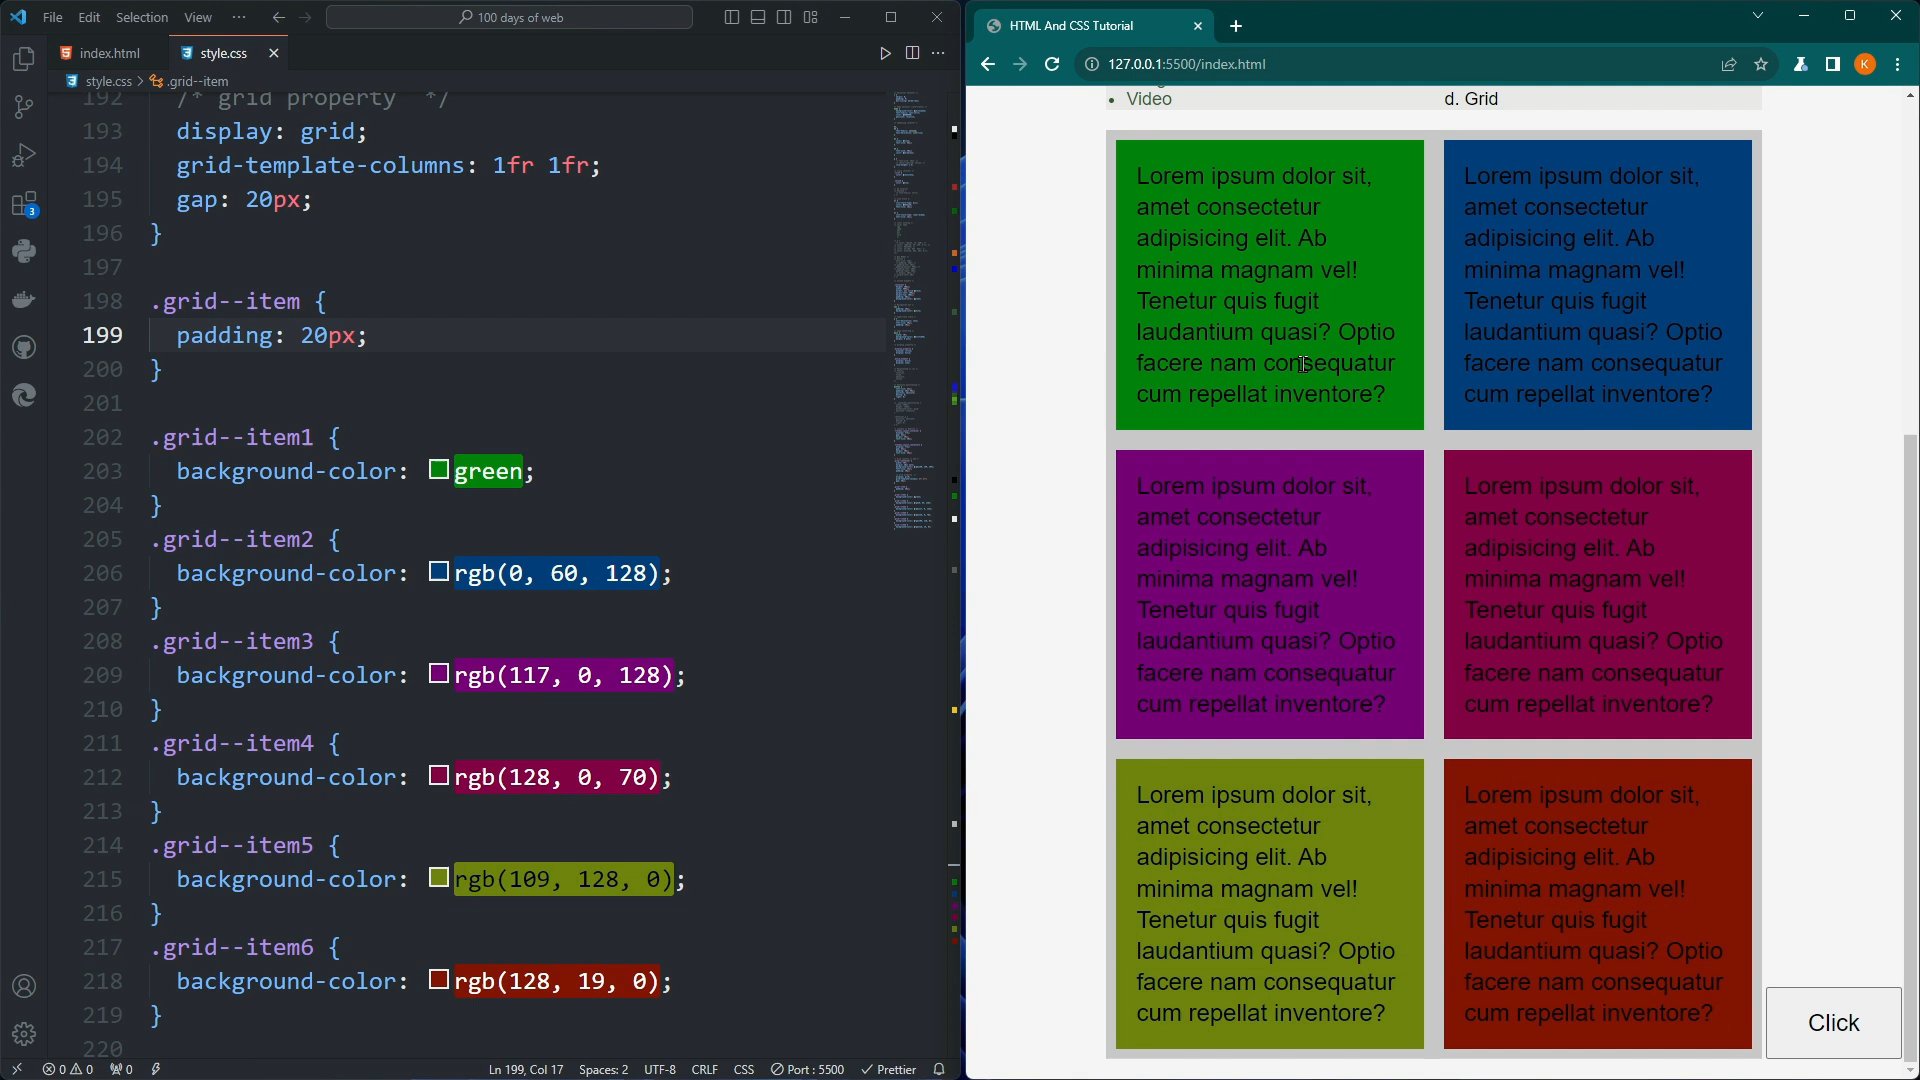 File Edit Selection View ··· 100 days of web
index.html style.css
style.css > .grid--item
192 /* grid property */
193 display: grid;
194 grid-template-columns: 1fr 1fr;
195 gap: 20px;
196 }
197
198 .grid--item {
199 padding: 20px;
200 }
201
202 .grid--item1 {
203 background-color: green;
204 }
205 .grid--item2 {
206 background-color: rgb(0, 60, 128);
207 }
208 .grid--item3 {
209 background-color: rgb(117, 0, 128);
210 }
211 .grid--item4 {
212 background-color: rgb(128, 0, 70);
213 }
214 .grid--item5 {
215 background-color: rgb(109, 128, 0);
216 }
217 .grid--item6 {
218 background-color: rgb(128, 19, 0);
219 }
220
3
0 0 0 Ln 199, Col 17 Spaces: 2 UTF-8 CRLF CSS Port : 5500 Prettier
HTML And CSS Tutorial
127.0.0.1:5500/index.html K
• Video
d. Grid
Lorem ipsum dolor sit,
amet consectetur
adipisicing elit. Ab
minima magnam vel!
Tenetur quis fugit
laudantium quasi? Optio
facere nam consequatur
cum repellat inventore?
Lorem ipsum dolor sit,
amet consectetur
adipisicing elit. Ab
minima magnam vel!
Tenetur quis fugit
laudantium quasi? Optio
facere nam consequatur
cum repellat inventore?
Lorem ipsum dolor sit,
amet consectetur
adipisicing elit. Ab
minima magnam vel!
Tenetur quis fugit
laudantium quasi? Optio
facere nam consequatur
cum repellat inventore?
Lorem ipsum dolor sit,
amet consectetur
adipisicing elit. Ab
minima magnam vel!
Tenetur quis fugit
laudantium quasi? Optio
facere nam consequatur
cum repellat inventore?
Lorem ipsum dolor sit,
amet consectetur
adipisicing elit. Ab
minima magnam vel!
Tenetur quis fugit
laudantium quasi? Optio
facere nam consequatur
cum repellat inventore?
Lorem ipsum dolor sit,
amet consectetur
adipisicing elit. Ab
minima magnam vel!
Tenetur quis fugit
laudantium quasi? Optio
facere nam consequatur
cum repellat inventore?
Click